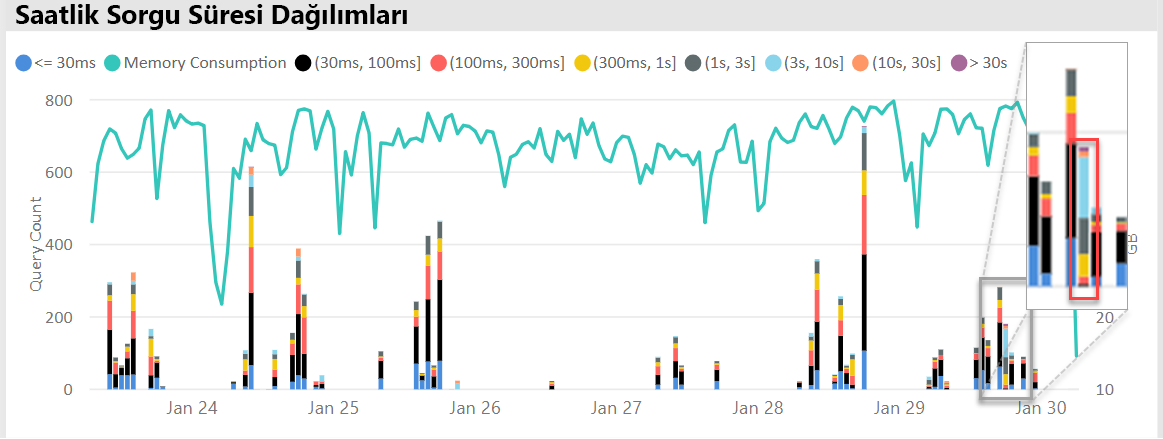 Saatlik Sorgu Süresi Dağılımları
<= 30ms Memory Consumption (30ms, 100ms] (100ms, 300ms] (300ms, 1s] (1s, 3s] (3s, 10s] (10s, 30s] > 30s
Query Count
800
600
400
200
0
GB
20
10
Jan 24 Jan 25 Jan 26 Jan 27 Jan 28 Jan 29 Jan 30